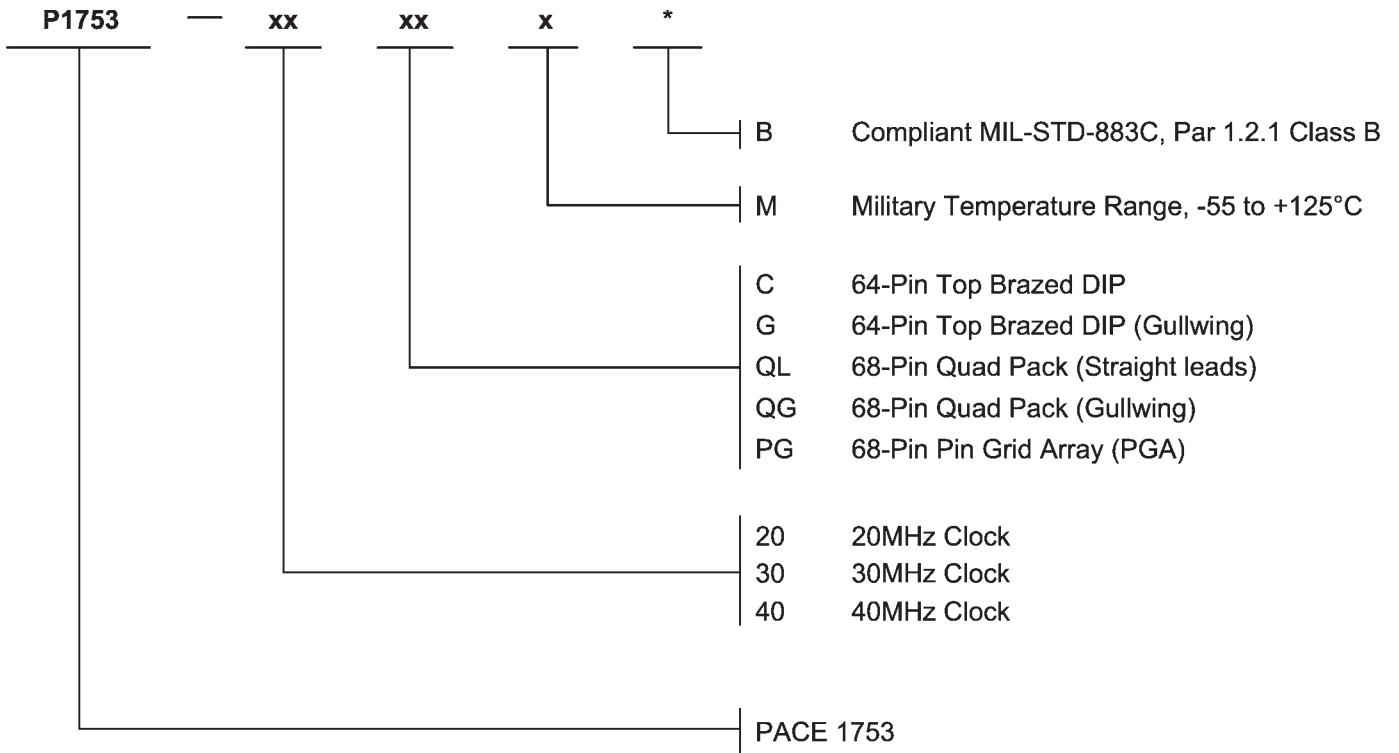 P1753 — xx xx x *
B Compliant MIL-STD-883C, Par 1.2.1 Class B
M Military Temperature Range, -55 to +125°C
C 64-Pin Top Brazed DIP
G 64-Pin Top Brazed DIP (Gullwing)
QL 68-Pin Quad Pack (Straight leads)
QG 68-Pin Quad Pack (Gullwing)
PG 68-Pin Pin Grid Array (PGA)
20 20MHz Clock
30 30MHz Clock
40 40MHz Clock
PACE 1753